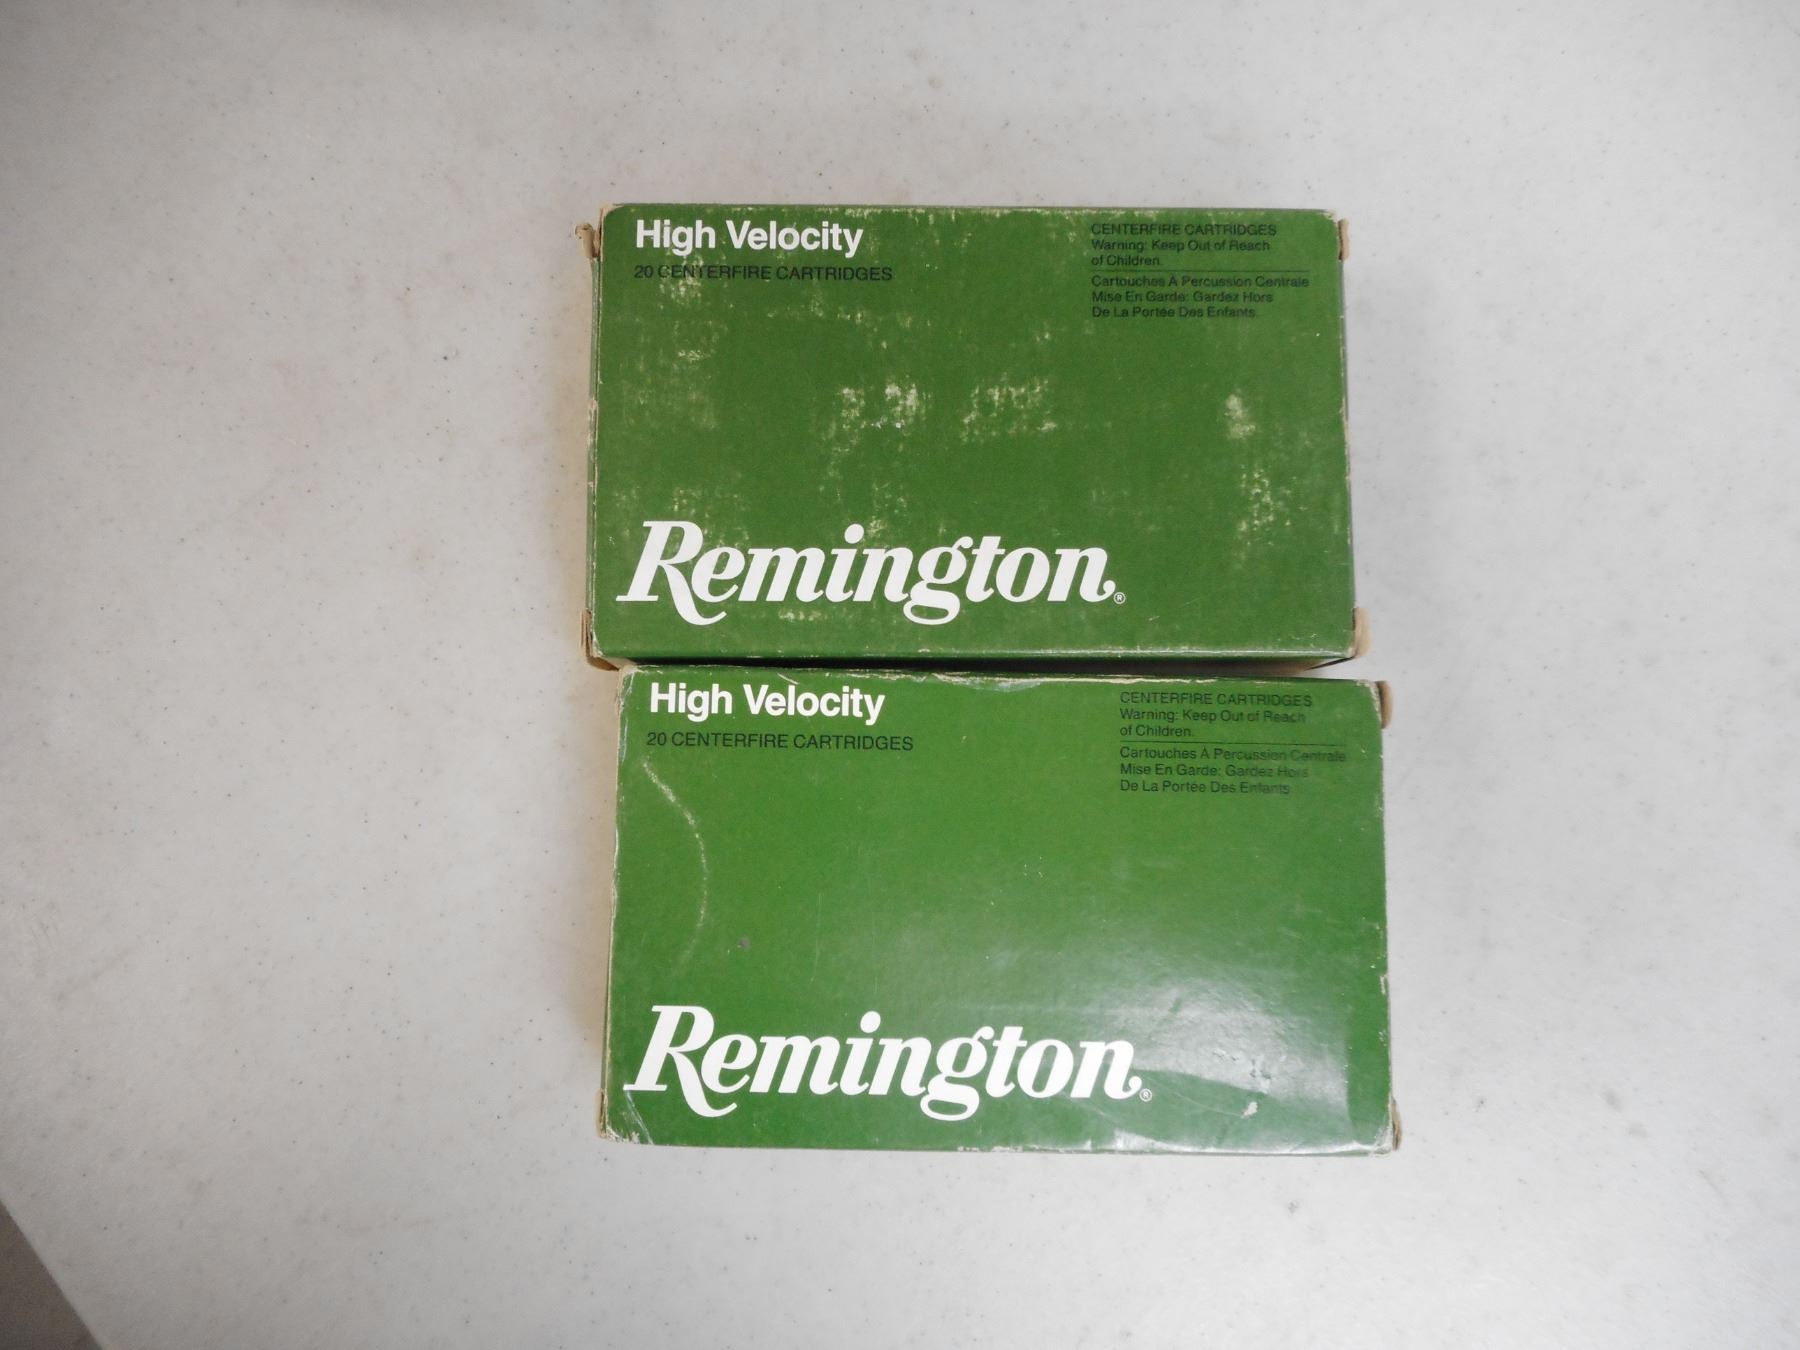 High Velocity
20 CENTERFIRE CARTRIDGES
CENTERFIRE CARTRIDGES
Warning: Keep Out of Reach
of Children.
Cartouches À Percussion Centrale
Mise En Garde: Gardez Hors
De La Portée Des Enfants.
Remington®
High Velocity
20 CENTERFIRE CARTRIDGES
CENTERFIRE CARTRIDGES
Warning: Keep Out of Reach
of Children.
Cartouches À Percussion Centrale
Mise En Garde: Gardez Hors
De La Portée Des Enfants
Remington®